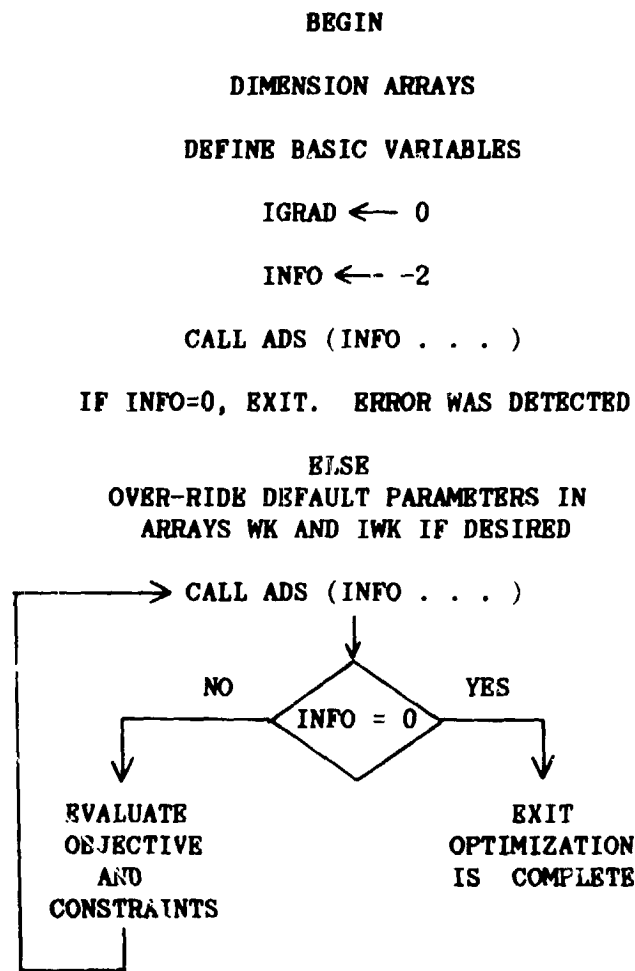 BEGIN
DIMENSION ARRAYS
DEFINE BASIC VARIABLES
IGRAD ← 0
INFO ← -2
CALL ADS (INFO . . . )
IF INFO=0, EXIT. ERROR WAS DETECTED
ELSE
OVER-RIDE DEFAULT PARAMETERS IN
ARRAYS WK AND IWK IF DESIRED
CALL ADS (INFO . . . )
NO
YES
INFO = 0
EVALUATE
OBJECTIVE
AND
CONSTRAINTS
EXIT
OPTIMIZATION
IS COMPLETE